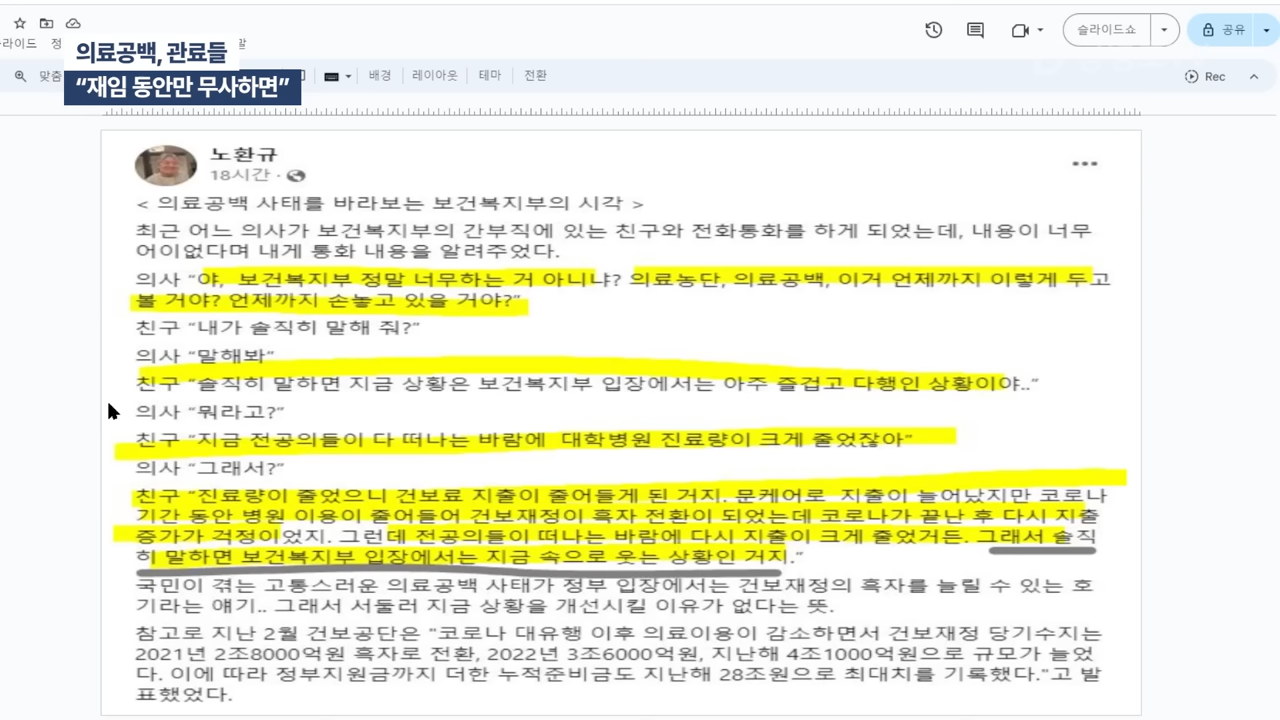 라이드
정
의료공백, 관료들
"재임 동안만 무사하면"
슬라이드쇼
공유
맞춤
배경
레이아웃
테마
전환
Rec
노환규
18시간
< 의료공백 사태를 바라보는 보건복지부의 시각 >
최근 어느 의사가 보건복지부의 간부직에 있는 친구와 전화통화를 하게 되었는데, 내용이 너무
어이없다며 내게 통화 내용을 알려주었다.
의사 "야, 보건복지부 정말 너무하는 거 아니냐? 의료농단, 의료공백, 이거 언제까지 이렇게 두고
볼 거야? 언제까지 손놓고 있을 거야?"
친구 "내가 솔직히 말해 줘?"
의사 "말해봐"
친구 "솔직히 말하면 지금 상황은 보건복지부 입장에서는 아주 즐겁고 다행인 상황이야.."
의사 "뭐라고?"
친구 "지금 전공의들이 다 떠나는 바람에 대학병원 진료량이 크게 줄었잖아"
의사 "그래서?"
친구 "진료량이 줄었으니 건보료 지출이 줄어들게 된 거지. 문케어로 지출이 늘어났지만 코로나
기간 동안 병원 이용이 줄어들어 건보재정이 흑자 전환이 되었는데 코로나가 끝난 후 다시 지출
증가가 걱정이었지. 그런데 전공의들이 떠나는 바람에 다시 지출이 크게 줄었거든. 그래서 솔직
히 말하면 보건복지부 입장에서는 지금 속으로 웃는 상황인 거지."
국민이 겪는 고통스러운 의료공백 사태가 정부 입장에서는 건보재정의 흑자를 늘릴 수 있는 호
기라는 얘기.. 그래서 서둘러 지금 상황을 개선시킬 이유가 없다는 뜻.
참고로 지난 2월 건보공단은 "코로나 대유행 이후 의료이용이 감소하면서 건보재정 당기수지는
2021년 2조8000억원 흑자로 전환, 2022년 3조6000억원, 지난해 4조1000억원으로 규모가 늘었
다. 이에 따라 정부지원금까지 더한 누적준비금도 지난해 28조원으로 최대치를 기록했다."고 발
표했었다.